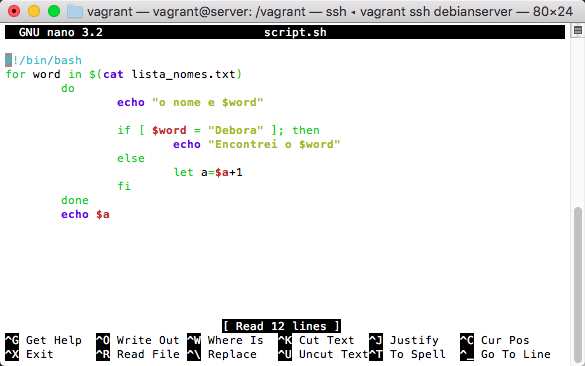 vagrant — vagrant@server: /vagrant — ssh ◂ vagrant ssh debianserver — 80×24
GNU nano 3.2 script.sh
#!/bin/bash
for word in $(cat lista_nomes.txt)
do
echo "o nome e $word"
if [ $word = "Debora" ]; then
echo "Encontrei o $word"
else
let a=$a+1
fi
done
echo $a
[ Read 12 lines ]
^G Get Help ^O Write Out ^W Where Is ^K Cut Text ^J Justify ^C Cur Pos
^X Exit ^R Read File ^\ Replace ^U Uncut Text ^T To Spell ^_ Go To Line